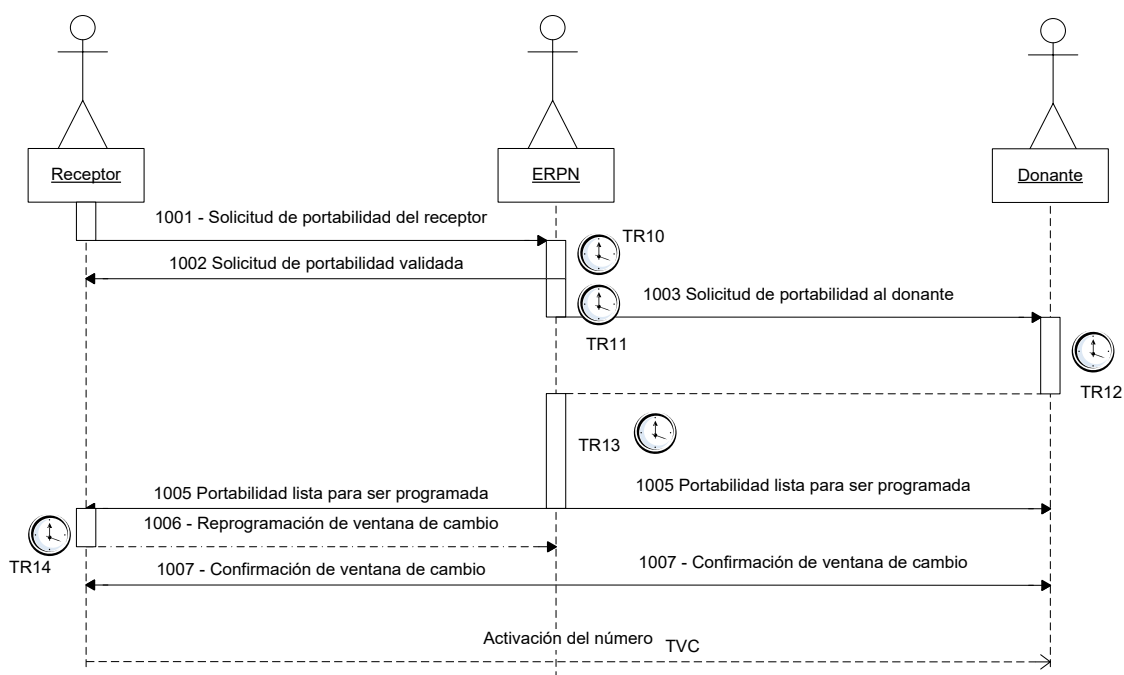 Receptor
ERPN
Donante
1001 - Solicitud de portabilidad del receptor
TR10
1002 Solicitud de portabilidad validada
1003 Solicitud de portabilidad al donante
TR11
TR12
TR13
1005 Portabilidad lista para ser programada
1005 Portabilidad lista para ser programada
1006 - Reprogramación de ventana de cambio
TR14
1007 - Confirmación de ventana de cambio
1007 - Confirmación de ventana de cambio
Activación del número
TVC